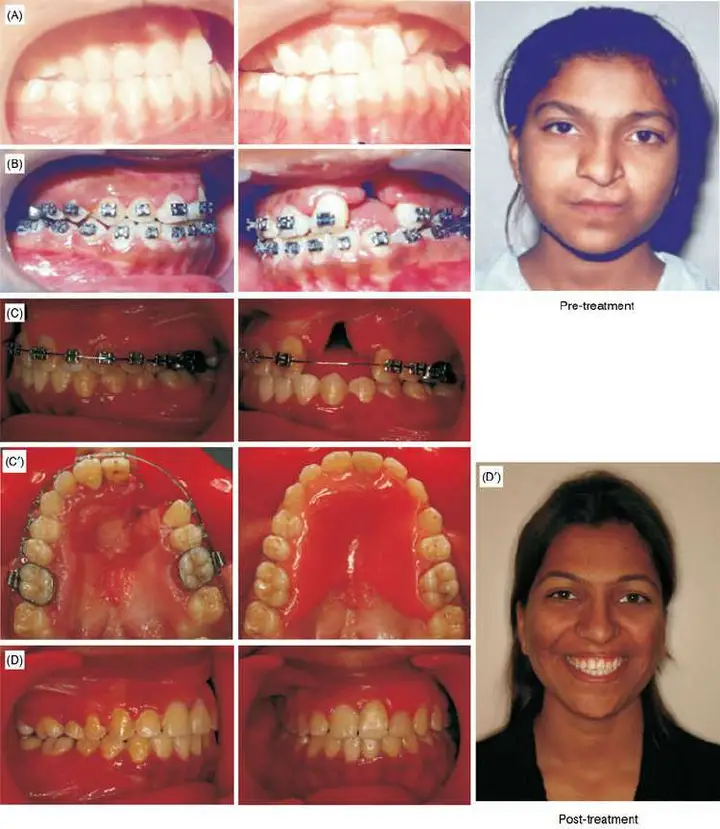 (A)
(B)
Pre-treatment
(C)
(C′)
(D′)
(D)
Post-treatment